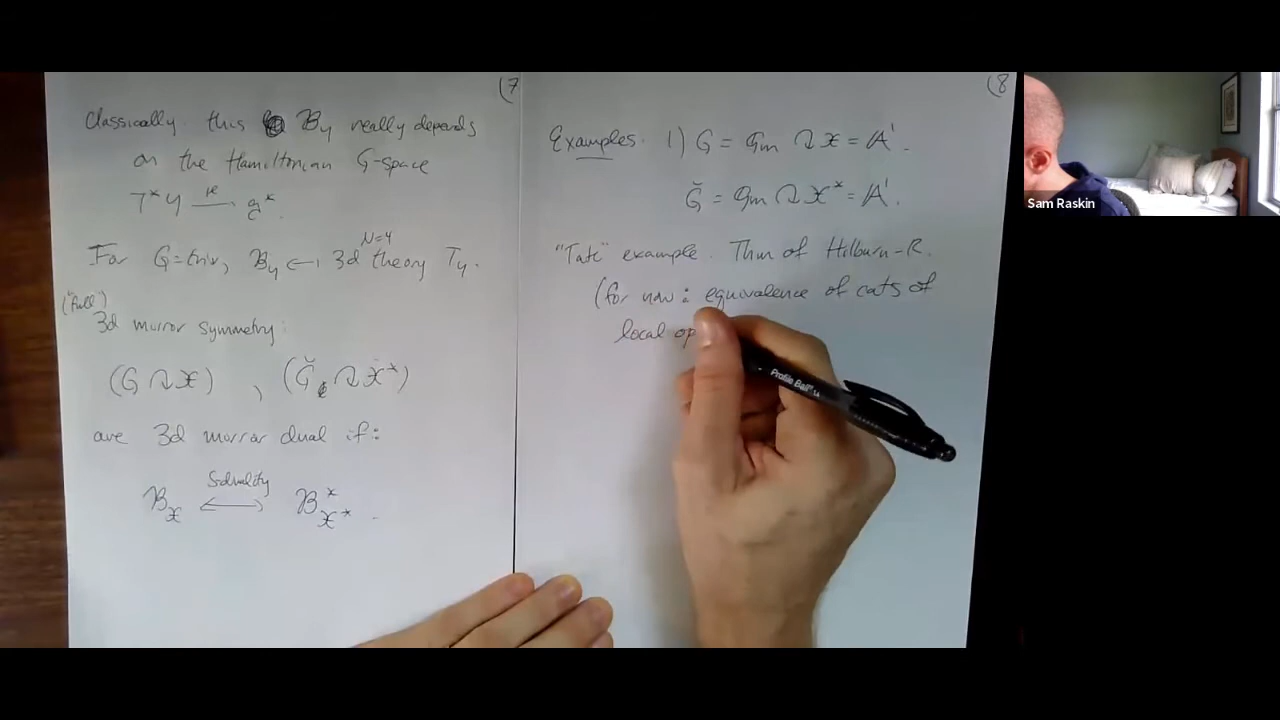 (7
Classically this B_y really depends
on the Hamiltonian G-space
T*y —μ→ g*.
For G=triv, B_y ↔ 3d N=4 theory T_y.
("full")
3d mirror symmetry:
(G ↷ X) , (Ǧ ↷ X*)
are 3d mirror dual if:
B_X ⟷ B*_X* .
S-duality
(8
Examples. 1) G = Gm ↷ X = A¹.
Ǧ = Gm ↷ X* = A¹.
"Tate" example. Thm of Hilburn-R.
(for now: equivalence of cats of
local op
Profile Ball
Sam Raskin